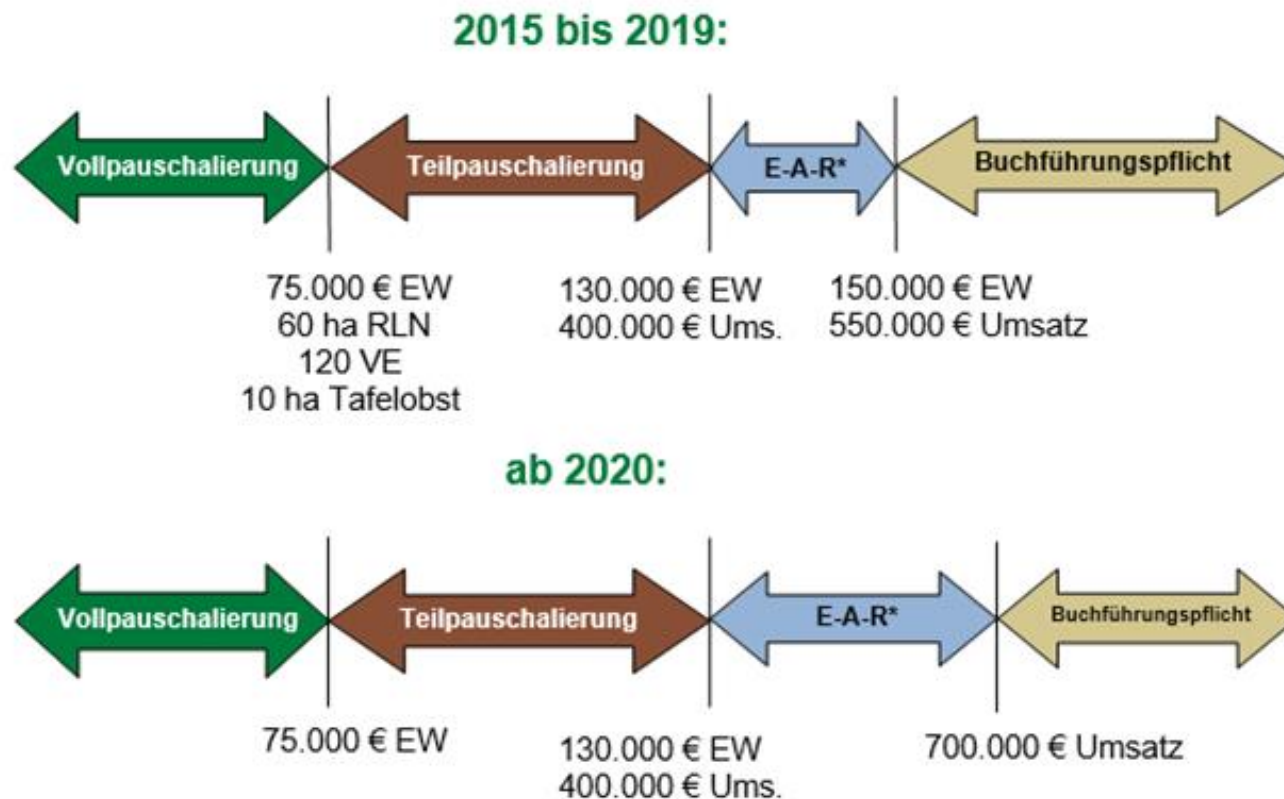 2015 bis 2019:
Vollpauschalierung
Teilpauschalierung
E-A-R*
Buchführungspflicht
75.000 € EW
60 ha RLN
120 VE
10 ha Tafelobst
130.000 € EW
400.000 € Ums.
150.000 € EW
550.000 € Umsatz
ab 2020:
Vollpauschalierung
Teilpauschalierung
E-A-R*
Buchführungspflicht
75.000 € EW
130.000 € EW
400.000 € Ums.
700.000 € Umsatz